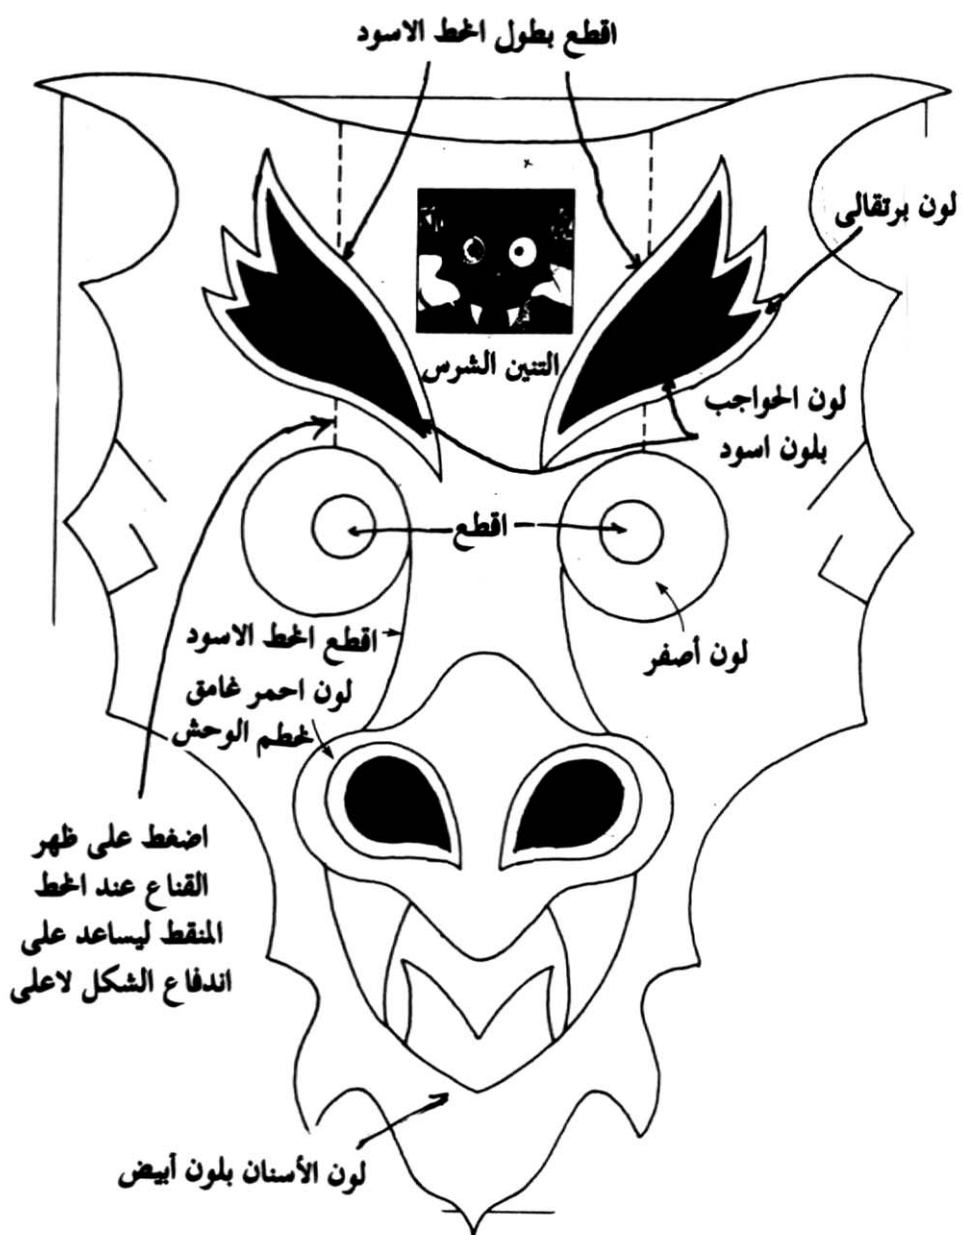 اقطع بطول الخط الاسود
لون برتقالى
التنين الشرس
لون الحواجب
بلون اسود
اقطع
اقطع الخط الاسود
لون أصفر
لون احمر غامق
لخطم الوحش
اضغط على ظهر
القناع عند الخط
المنقط ليساعد على
اندفاع الشكل لاعلى
لون الأسنان بلون أبيض